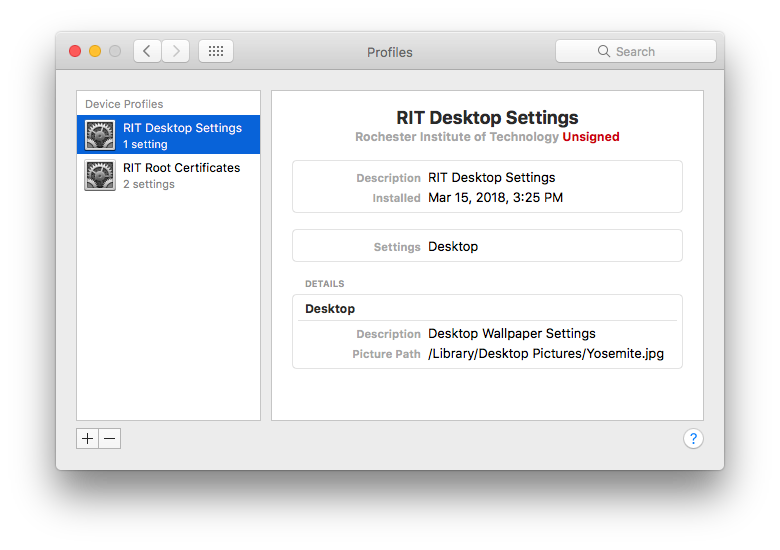 Profiles
Search
Device Profiles
RIT Desktop Settings
1 setting
RIT Root Certificates
2 settings
RIT Desktop Settings
Rochester Institute of Technology Unsigned
Description RIT Desktop Settings
Installed Mar 15, 2018, 3:25 PM
Settings Desktop
DETAILS
Desktop
Description Desktop Wallpaper Settings
Picture Path /Library/Desktop Pictures/Yosemite.jpg
+ −
?